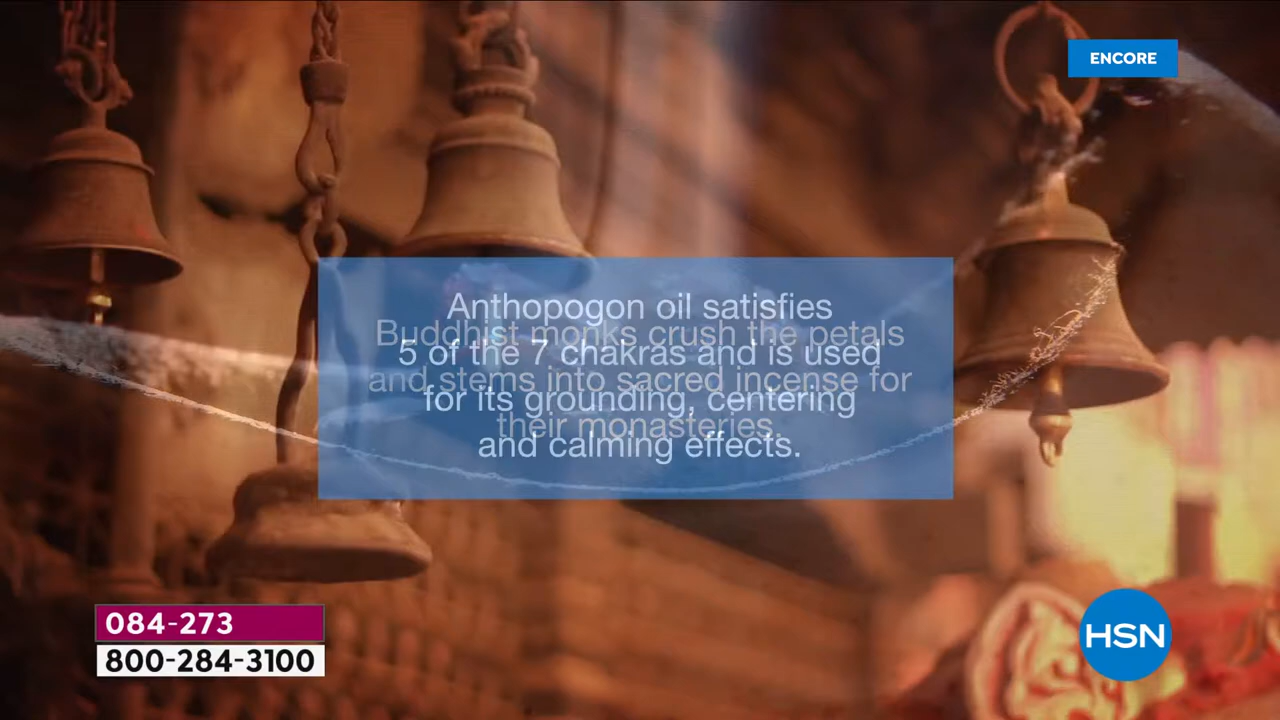 ENCORE
Anthopogon oil satisfies
5 of the 7 chakras and is used
for its grounding, centering
and calming effects.
Buddhist monks crush the petals
and stems into sacred incense for
their monasteries.
084-273
800-284-3100
HSN